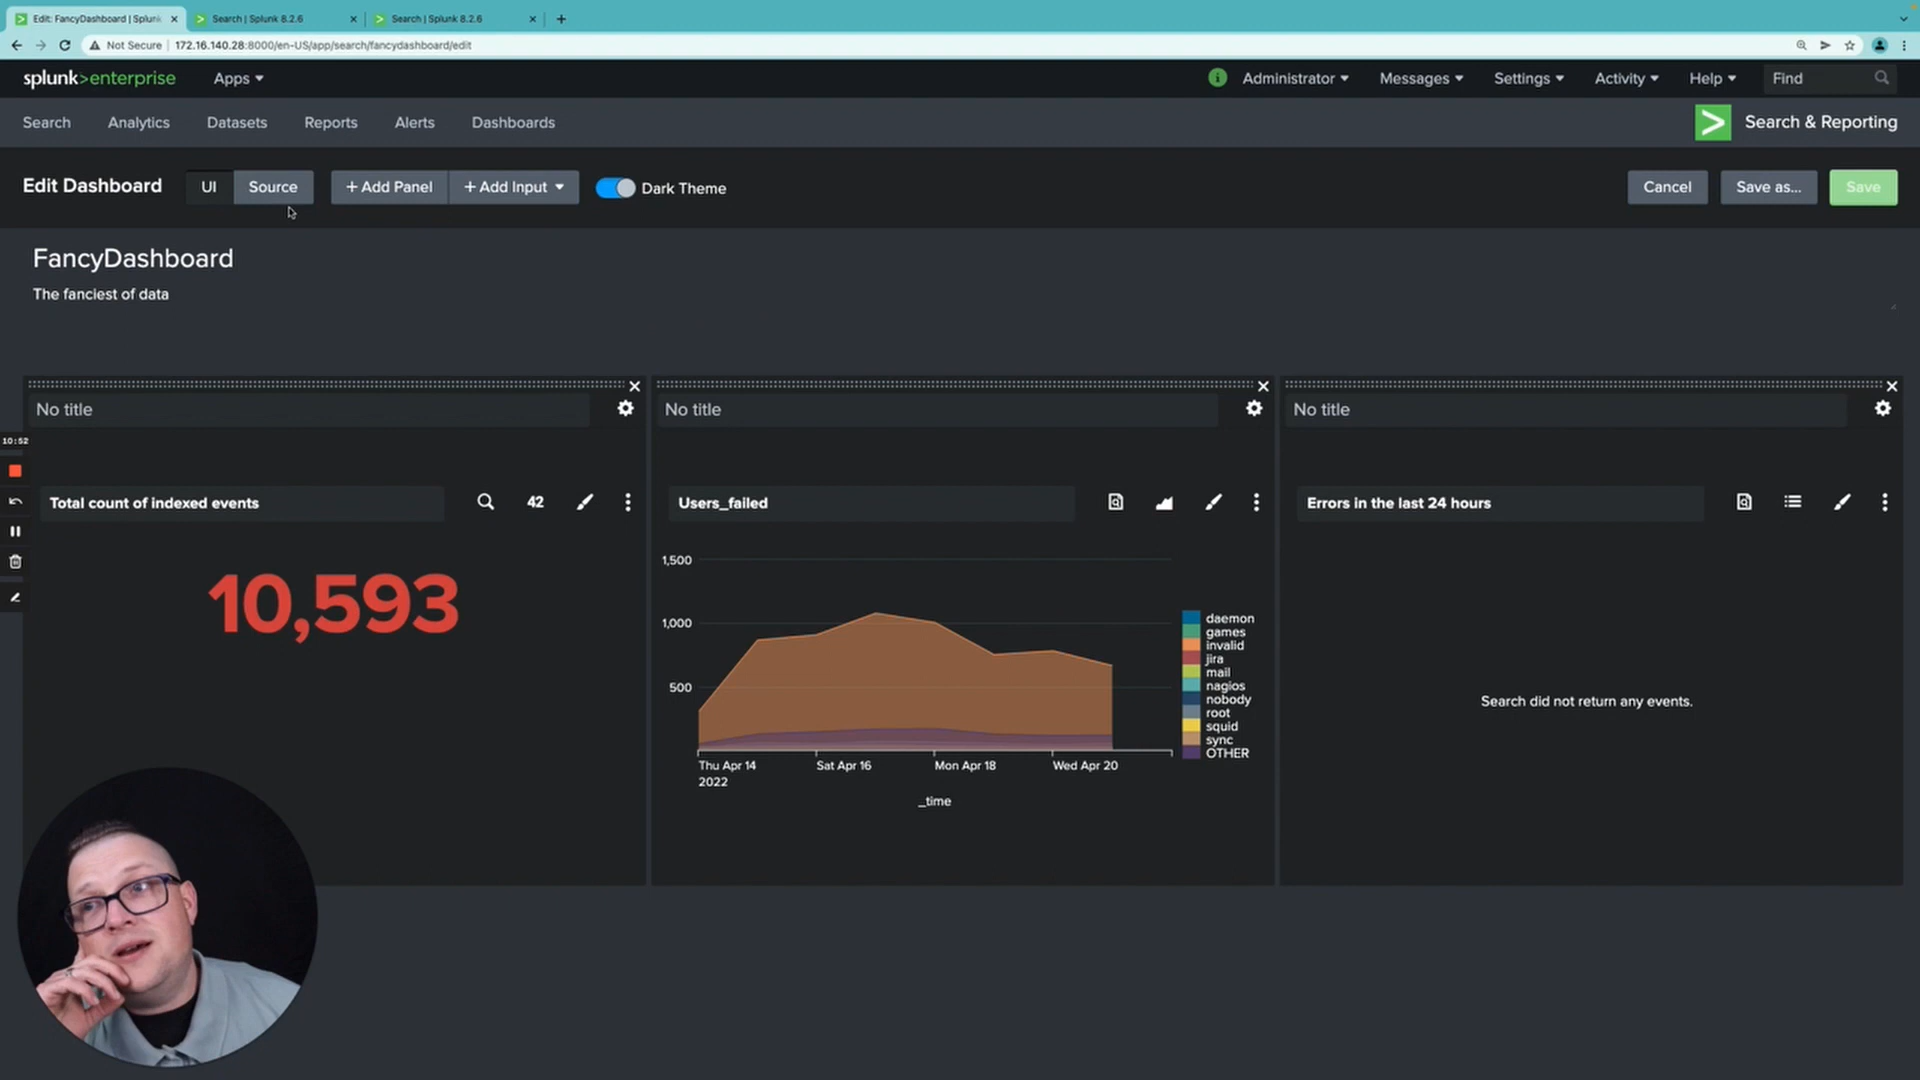 Edit: FancyDashboard | Splunk
Search | Splunk 8.2.6
Search | Splunk 8.2.6
Not Secure | 172.16.140.28:8000/en-US/app/search/fancydashboard/edit
splunk>enterprise
Apps
Administrator
Messages
Settings
Activity
Help
Find
Search
Analytics
Datasets
Reports
Alerts
Dashboards
Search & Reporting
Edit Dashboard
UI
Source
+ Add Panel
+ Add Input
Dark Theme
Cancel
Save as...
Save
FancyDashboard
The fanciest of data
No title
No title
No title
10:52
Total count of indexed events
42
Users_failed
Errors in the last 24 hours
10,593
1,500
1,000
500
Thu Apr 14
2022
Sat Apr 16
Mon Apr 18
Wed Apr 20
_time
daemon
games
invalid
jira
mail
nagios
nobody
root
squid
sync
OTHER
Search did not return any events.